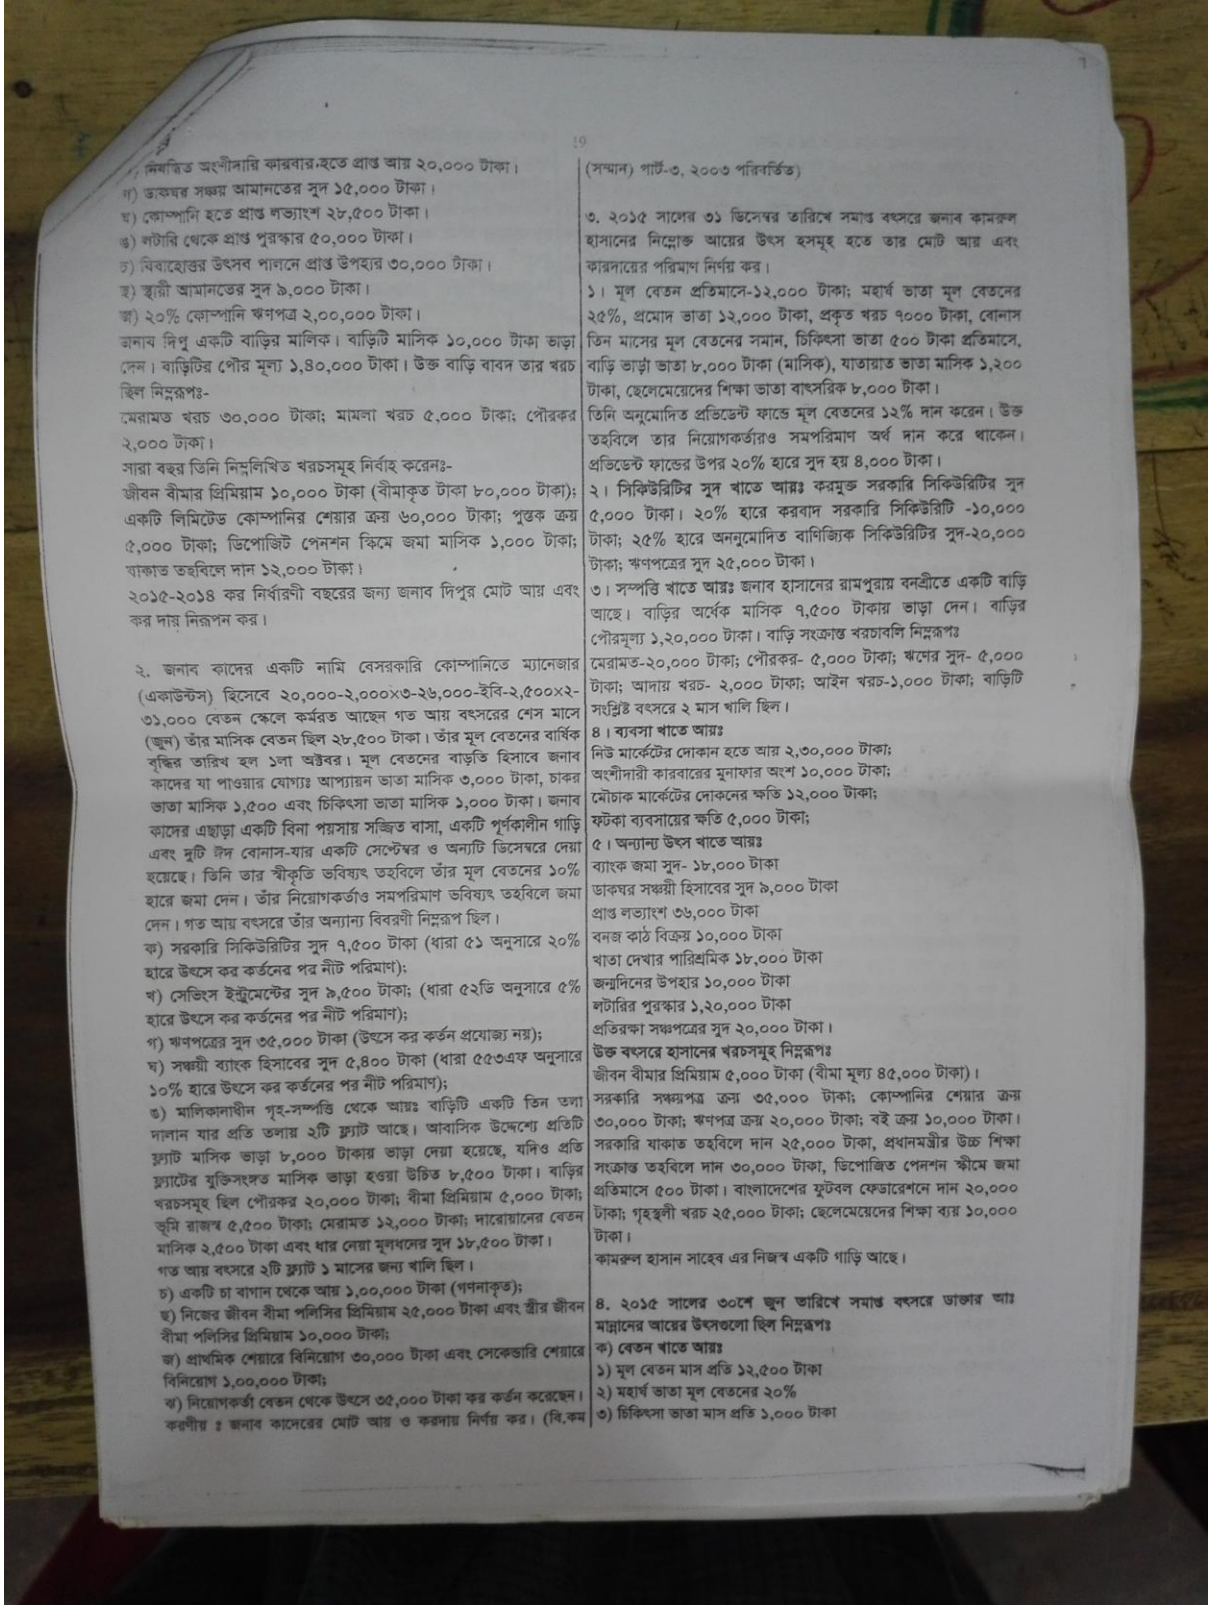 19
নিবন্ধিত অংশীদারি কারবার হতে প্রাপ্ত আয় ২০,০০০ টাকা।
গ) ডাকঘর সঞ্চয় আমানতের সুদ ১৫,০০০ টাকা।
ঘ) কোম্পানি হতে প্রাপ্ত লভ্যাংশ ২৮,৫০০ টাকা।
ঙ) লটারি থেকে প্রাপ্ত পুরস্কার ৫০,০০০ টাকা।
চ) বিবাহোত্তর উৎসব পালনে প্রাপ্ত উপহার ৩০,০০০ টাকা।
ছ) স্থায়ী আমানতের সুদ ৯,০০০ টাকা।
জ) ২০% কোম্পানি ঋণপত্র ২,০০,০০০ টাকা।
জনাব দিপু একটি বাড়ির মালিক। বাড়িটি মাসিক ১০,০০০ টাকা ভাড়া
দেন। বাড়িটির পৌর মূল্য ১,৪০,০০০ টাকা। উক্ত বাড়ি বাবদ তার খরচ
ছিল নিম্নরূপঃ-
মেরামত খরচ ৩০,০০০ টাকা; মামলা খরচ ৫,০০০ টাকা; পৌরকর
২,০০০ টাকা।
সারা বছর তিনি নিম্নলিখিত খরচসমূহ নির্বাহ করেনঃ-
জীবন বীমার প্রিমিয়াম ১০,০০০ টাকা (বীমাকৃত টাকা ৮০,০০০ টাকা);
একটি লিমিটেড কোম্পানির শেয়ার ক্রয় ৬০,০০০ টাকা; পুস্তক ক্রয়
৫,০০০ টাকা; ডিপোজিট পেনশন স্কিমে জমা মাসিক ১,০০০ টাকা;
যাকাত তহবিলে দান ১২,০০০ টাকা।
২০১৫-২০১৪ কর নির্ধারণী বছরের জন্য জনাব দিপুর মোট আয় এবং
কর দায় নিরূপন কর।
২. জনাব কাদের একটি নামি বেসরকারি কোম্পানিতে ম্যানেজার
(একাউন্টস) হিসেবে ২০,০০০-২,০০০×৩-২৬,০০০-ইবি-২,৫০০×২-
৩১,০০০ বেতন স্কেলে কর্মরত আছেন গত আয় বৎসরের শেস মাসে
(জুন) তাঁর মাসিক বেতন ছিল ২৮,৫০০ টাকা। তাঁর মূল বেতনের বার্ষিক
বৃদ্ধির তারিখ হল ১লা অক্টবর। মূল বেতনের বাড়তি হিসাবে জনাব
কাদের যা পাওয়ার যোগ্যঃ আপ্যায়ন ভাতা মাসিক ৩,০০০ টাকা, চাকর
ভাতা মাসিক ১,৫০০ এবং চিকিৎসা ভাতা মাসিক ১,০০০ টাকা। জনাব
কাদের এছাড়া একটি বিনা পয়সায় সজ্জিত বাসা, একটি পূর্ণকালীন গাড়ি
এবং দুটি ঈদ বোনাস-যার একটি সেপ্টেম্বর ও অন্যটি ডিসেম্বরে দেয়া
হয়েছে। তিনি তার স্বীকৃতি ভবিষ্যৎ তহবিলে তাঁর মূল বেতনের ১০%
হারে জমা দেন। তাঁর নিয়োগকর্তাও সমপরিমাণ ভবিষ্যৎ তহবিলে জমা
দেন। গত আয় বৎসরে তাঁর অন্যান্য বিবরণী নিম্নরূপ ছিল।
ক) সরকারি সিকিউরিটির সুদ ৭,৫০০ টাকা (ধারা ৫১ অনুসারে ২০%
হারে উৎসে কর কর্তনের পর নীট পরিমাণ);
খ) সেভিংস ইন্ট্রুমেন্টের সুদ ৯,৫০০ টাকা; (ধারা ৫২ডি অনুসারে ৫%
হারে উৎসে কর কর্তনের পর নীট পরিমাণ);
গ) ঋণপত্রের সুদ ৩৫,০০০ টাকা (উৎসে কর কর্তন প্রযোজ্য নয়);
ঘ) সঞ্চয়ী ব্যাংক হিসাবের সুদ ৫,৪০০ টাকা (ধারা ৫৫৩এফ অনুসারে
১০% হারে উৎসে কর কর্তনের পর নীট পরিমাণ);
ঙ) মালিকানাধীন গৃহ-সম্পত্তি থেকে আয়ঃ বাড়িটি একটি তিন তলা
দালান যার প্রতি তলায় ২টি ফ্ল্যাট আছে। আবাসিক উদ্দেশ্যে প্রতিটি
ফ্ল্যাট মাসিক ভাড়া ৮,০০০ টাকায় ভাড়া দেয়া হয়েছে, যদিও প্রতি
ফ্ল্যাটের যুক্তিসংঙ্গত মাসিক ভাড়া হওয়া উচিত ৮,৫০০ টাকা। বাড়ির
খরচসমূহ ছিল পৌরকর ২০,০০০ টাকা; বীমা প্রিমিয়াম ৫,০০০ টাকা;
ভূমি রাজস্ব ৫,৫০০ টাকা; মেরামত ১২,০০০ টাকা; দারোয়ানের বেতন
মাসিক ২,৫০০ টাকা এবং ধার নেয়া মূলধনের সুদ ১৮,৫০০ টাকা।
গত আয় বৎসরে ২টি ফ্ল্যাট ১ মাসের জন্য খালি ছিল।
চ) একটি চা বাগান থেকে আয় ১,০০,০০০ টাকা (গণনাকৃত);
ছ) নিজের জীবন বীমা পলিসির প্রিমিয়াম ২৫,০০০ টাকা এবং স্ত্রীর জীবন
বীমা পলিসির প্রিমিয়াম ১০,০০০ টাকা;
জ) প্রাথমিক শেয়ারে বিনিয়োগ ৩০,০০০ টাকা এবং সেকেন্ডারি শেয়ারে
বিনিয়োগ ১,০০,০০০ টাকা;
ঝ) নিয়োগকর্তা বেতন থেকে উৎসে ৩৫,০০০ টাকা কর কর্তন করেছেন।
করণীয় ঃ জনাব কাদেরের মোট আয় ও করদায় নির্ণয় কর। (বি.কম
(সম্মান) পার্ট-৩, ২০০৩ পরিবর্তিত)
৩. ২০১৫ সালের ৩১ ডিসেম্বর তারিখে সমাপ্ত বৎসরে জনাব কামরুল
হাসানের নিম্নোক্ত আয়ের উৎস হসমূহ হতে তার মোট আয় এবং
কারদায়ের পরিমাণ নির্ণয় কর।
১। মূল বেতন প্রতিমাসে-১২,০০০ টাকা; মহার্ঘ ভাতা মূল বেতনের
২৫%, প্রমোদ ভাতা ১২,০০০ টাকা, প্রকৃত খরচ ৭০০০ টাকা, বোনাস
তিন মাসের মূল বেতনের সমান, চিকিৎসা ভাতা ৫০০ টাকা প্রতিমাসে,
বাড়ি ভাড়া ভাতা ৮,০০০ টাকা (মাসিক), যাতায়াত ভাতা মাসিক ১,২০০
টাকা, ছেলেমেয়েদের শিক্ষা ভাতা বাৎসরিক ৮,০০০ টাকা।
তিনি অনুমোদিত প্রভিডেন্ট ফান্ডে মূল বেতনের ১২% দান করেন। উক্ত
তহবিলে তার নিয়োগকর্তারও সমপরিমাণ অর্থ দান করে থাকেন।
প্রভিডেন্ট ফান্ডের উপর ২০% হারে সুদ হয় ৪,০০০ টাকা।
২। সিকিউরিটির সুদ খাতে আয়ঃ করমুক্ত সরকারি সিকিউরিটির সুদ
৫,০০০ টাকা। ২০% হারে করবাদ সরকারি সিকিউরিটি -১০,০০০
টাকা; ২৫% হারে অননুমোদিত বাণিজ্যিক সিকিউরিটির সুদ-২০,০০০
টাকা; ঋণপত্রের সুদ ২৫,০০০ টাকা।
৩। সম্পত্তি খাতে আয়ঃ জনাব হাসানের রামপুরায় বনশ্রীতে একটি বাড়ি
আছে। বাড়ির অর্ধেক মাসিক ৭,৫০০ টাকায় ভাড়া দেন। বাড়ির
পৌরমূল্য ১,২০,০০০ টাকা। বাড়ি সংক্রান্ত খরচাবলি নিম্নরূপঃ
মেরামত-২০,০০০ টাকা; পৌরকর- ৫,০০০ টাকা; ঋণের সুদ- ৫,০০০
টাকা; আদায় খরচ- ২,০০০ টাকা; আইন খরচ-১,০০০ টাকা; বাড়িটি
সংশ্লিষ্ট বৎসরে ২ মাস খালি ছিল।
৪। ব্যবসা খাতে আয়ঃ
নিউ মার্কেটের দোকান হতে আয় ২,৩০,০০০ টাকা;
অংশীদারী কারবারের মুনাফার অংশ ১০,০০০ টাকা;
মৌচাক মার্কেটের দোকনের ক্ষতি ১২,০০০ টাকা;
ফটকা ব্যবসায়ের ক্ষতি ৫,০০০ টাকা;
৫। অন্যান্য উৎস খাতে আয়ঃ
ব্যাংক জমা সুদ- ১৮,০০০ টাকা
ডাকঘর সঞ্চয়ী হিসাবের সুদ ৯,০০০ টাকা
প্রাপ্ত লভ্যাংশ ৩৬,০০০ টাকা
বনজ কাঠ বিক্রয় ১০,০০০ টাকা
খাতা দেখার পারিশ্রমিক ১৮,০০০ টাকা
জন্মদিনের উপহার ১০,০০০ টাকা
লটারির পুরস্কার ১,২০,০০০ টাকা
প্রতিরক্ষা সঞ্চপত্রের সুদ ২০,০০০ টাকা।
উক্ত বৎসরে হাসানের খরচসমূহ নিম্নরূপঃ
জীবন বীমার প্রিমিয়াম ৫,০০০ টাকা (বীমা মূল্য ৪৫,০০০ টাকা)।
সরকারি সঞ্চয়পত্র ক্রয় ৩৫,০০০ টাকা; কোম্পানির শেয়ার ক্রয়
৩০,০০০ টাকা; ঋণপত্র ক্রয় ২০,০০০ টাকা; বই ক্রয় ১০,০০০ টাকা।
সরকারি যাকাত তহবিলে দান ২৫,০০০ টাকা, প্রধানমন্ত্রীর উচ্চ শিক্ষা
সংক্রান্ত তহবিলে দান ৩০,০০০ টাকা, ডিপোজিত পেনশন স্কীমে জমা
প্রতিমাসে ৫০০ টাকা। বাংলাদেশের ফুটবল ফেডারেশনে দান ২০,০০০
টাকা; গৃহস্থলী খরচ ২৫,০০০ টাকা; ছেলেমেয়েদের শিক্ষা ব্যয় ১০,০০০
টাকা।
কামরুল হাসান সাহেব এর নিজস্ব একটি গাড়ি আছে।
৪. ২০১৫ সালের ৩০শে জুন তারিখে সমাপ্ত বৎসরে ডাক্তার আঃ
মান্নানের আয়ের উৎসগুলো ছিল নিম্নরূপঃ
ক) বেতন খাতে আয়ঃ
১) মূল বেতন মাস প্রতি ১২,৫০০ টাকা
২) মহার্ঘ ভাতা মূল বেতনের ২০%
৩) চিকিৎসা ভাতা মাস প্রতি ১,০০০ টাকা